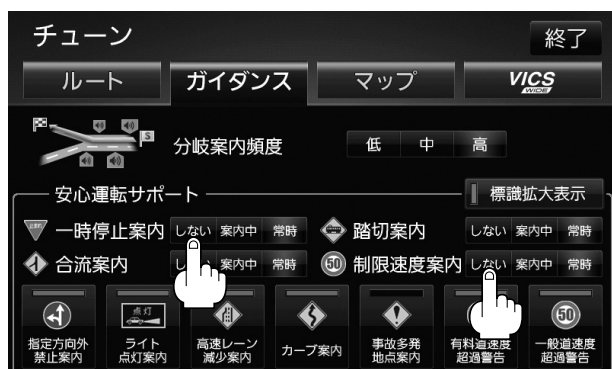 チューン
終了
ルート ガイダンス マップ VICS WIDE
S
分岐案内頻度 低 中 高
安心運転サポート 標識拡大表示
一時停止案内 しない 案内中 常時 踏切案内 しない 案内中 常時
合流案内 しない 案内中 常時 50 制限速度案内 しない 案内中 常時
点灯 50
指定方向外
禁止案内
ライト
点灯案内
高速レーン
減少案内
カーブ案内
事故多発
地点案内
有料道速度
超過警告
一般道速度
超過警告